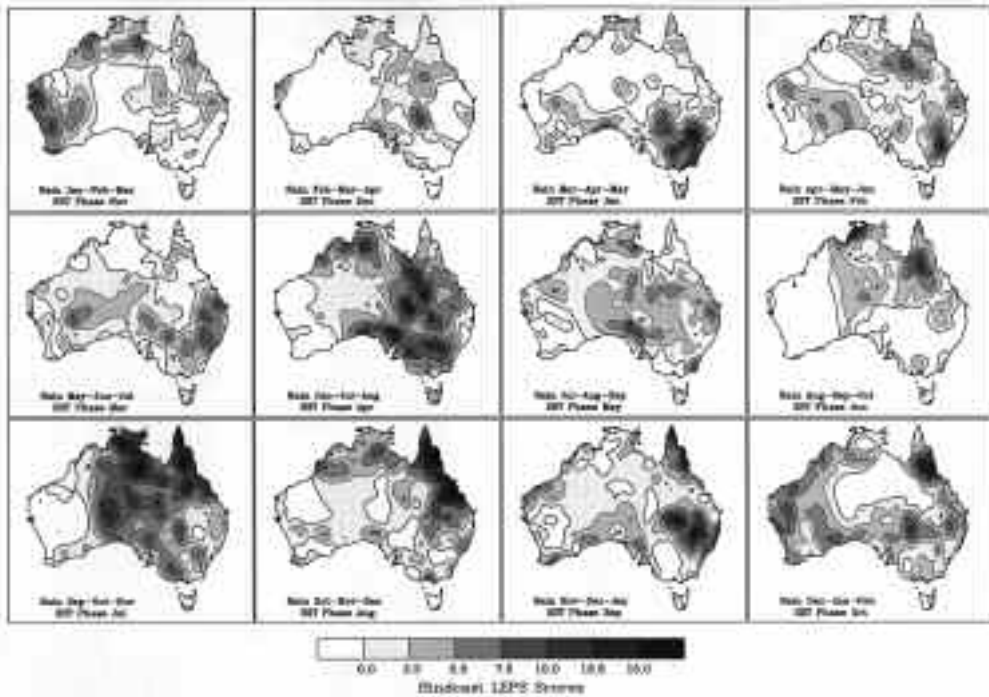 Rain Jan-Feb-Mar
SST Phase Nov
Rain Feb-Mar-Apr
SST Phase Dec
Rain Mar-Apr-May
SST Phase Jan
Rain Apr-May-Jun
SST Phase Feb
Rain May-Jun-Jul
SST Phase Mar
Rain Jun-Jul-Aug
SST Phase Apr
Rain Jul-Aug-Sep
SST Phase May
Rain Aug-Sep-Oct
SST Phase Jun
Rain Sep-Oct-Nov
SST Phase Jul
Rain Oct-Nov-Dec
SST Phase Aug
Rain Nov-Dec-Jan
SST Phase Sep
Rain Dec-Jan-Feb
SST Phase Oct
0.0 10.0
Hindcast LEPS Scores